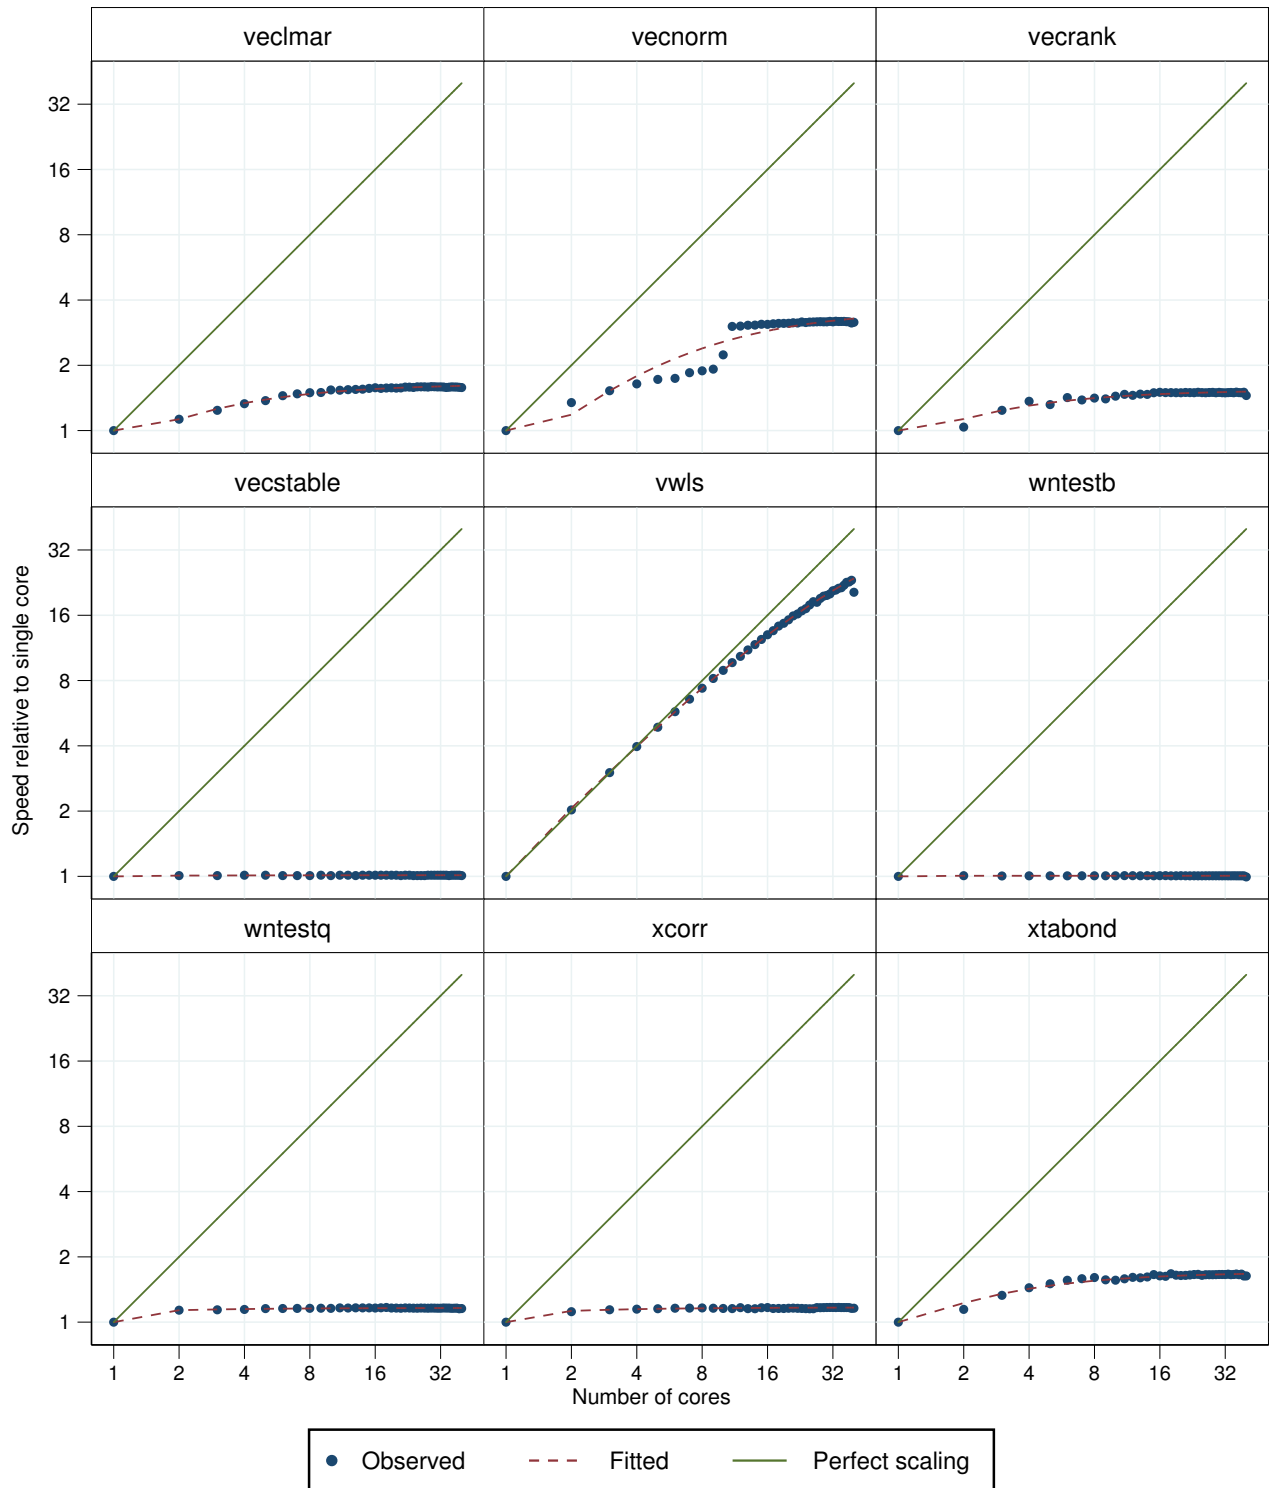 veclmar vecnorm vecrank
32
16
8
4
2
1
vecstable vwls wntestb
32
16
8
4
2
1
Speed relative to single core
wntestq xcorr xtabond
32
16
8
4
2
1
1 2 4 8 16 32 1 2 4 8 16 32 1 2 4 8 16 32
Number of cores
Observed Fitted Perfect scaling